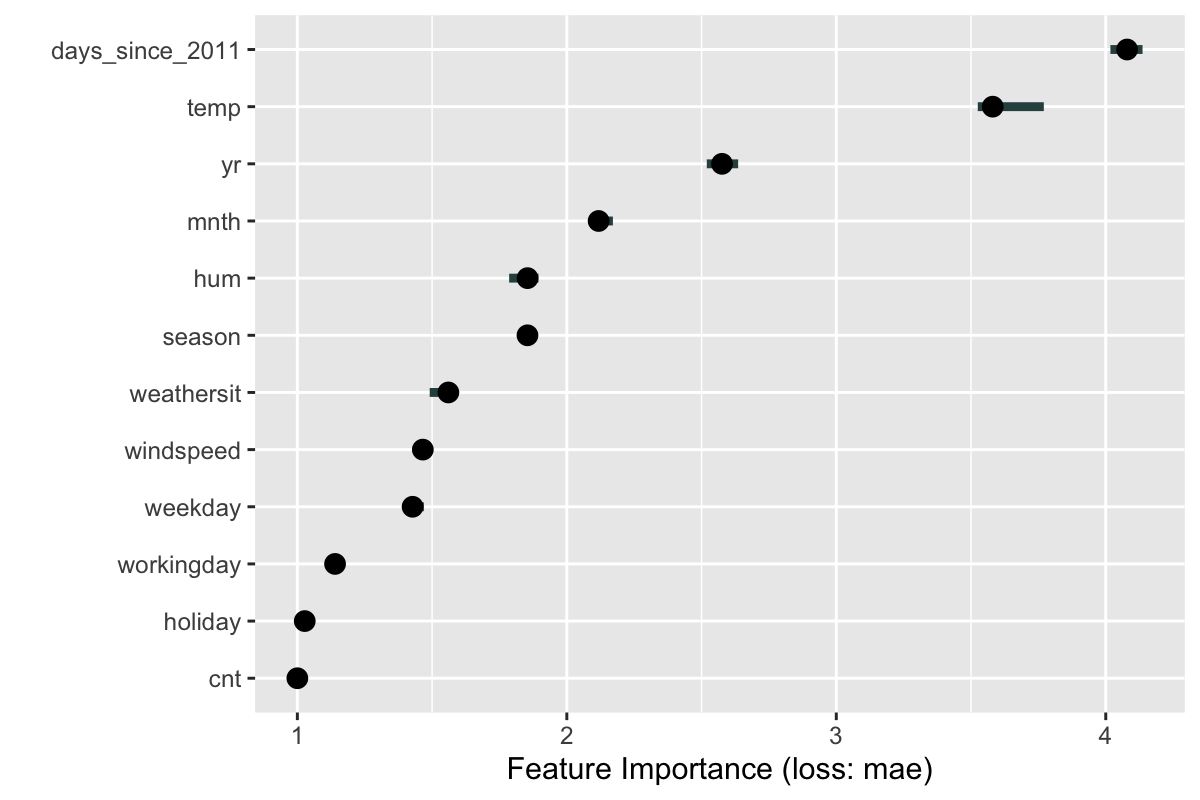 days_since_2011
temp
yr
mnth
hum
season
weathersit
windspeed
weekday
workingday
holiday
cnt
1 2 3 4
Feature Importance (loss: mae)